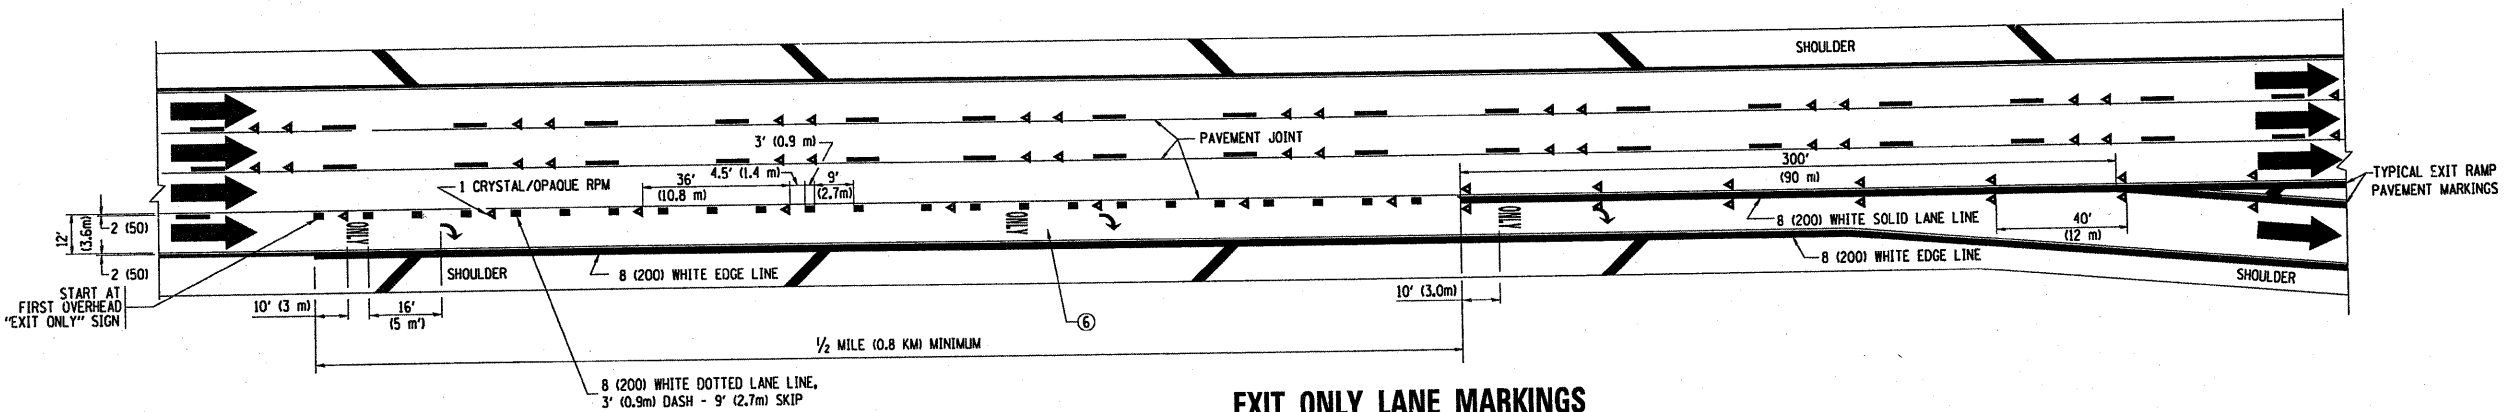 SHOULDER
PAVEMENT JOINT
3' (0.9 m)
4.5' (1.4 m)
36'
(10.8 m)
9'
(2.7m)
1 CRYSTAL/OPAQUE RPM
300'
(90 m)
TYPICAL EXIT RAMP
PAVEMENT MARKINGS
12'
(3.6m)
2 (50)
2 (50)
ONLY
ONLY
ONLY
8 (200) WHITE SOLID LANE LINE
40'
(12 m)
SHOULDER
8 (200) WHITE EDGE LINE
8 (200) WHITE EDGE LINE
SHOULDER
START AT
FIRST OVERHEAD
"EXIT ONLY" SIGN
10' (3 m)
16'
(5 m')
10' (3.0m)
6
1/2 MILE (0.8 KM) MINIMUM
8 (200) WHITE DOTTED LANE LINE,
3' (0.9m) DASH - 9' (2.7m) SKIP
EXIT ONLY LANE MARKINGS